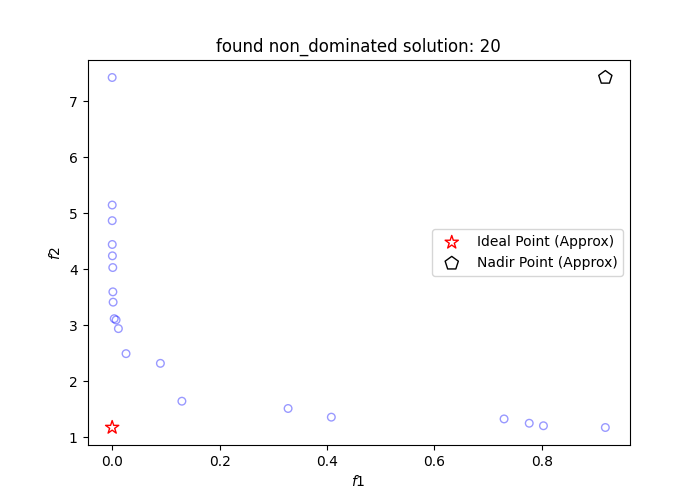 found non_dominated solution: 20
f2
7
6
5
4
3
2
1
Ideal Point (Approx)
Nadir Point (Approx)
0.0 0.2 0.4 0.6 0.8
f1